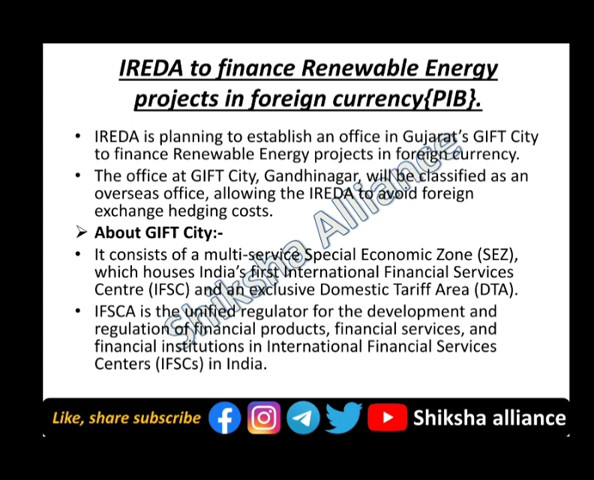 IREDA to finance Renewable Energy
projects in foreign currency{PIB}.
• IREDA is planning to establish an office in Gujarat's GIFT City
to finance Renewable Energy projects in foreign currency.
• The office at GIFT City, Gandhinagar, will be classified as an
overseas office, allowing the IREDA to avoid foreign
exchange hedging costs.
➢ About GIFT City:-
• It consists of a multi-service Special Economic Zone (SEZ),
which houses India's first International Financial Services
Centre (IFSC) and an exclusive Domestic Tariff Area (DTA).
• IFSCA is the unified regulator for the development and
regulation of financial products, financial services, and
financial institutions in International Financial Services
Centers (IFSCs) in India.
Shiksha Alliance
Like, share subscribe Shiksha alliance